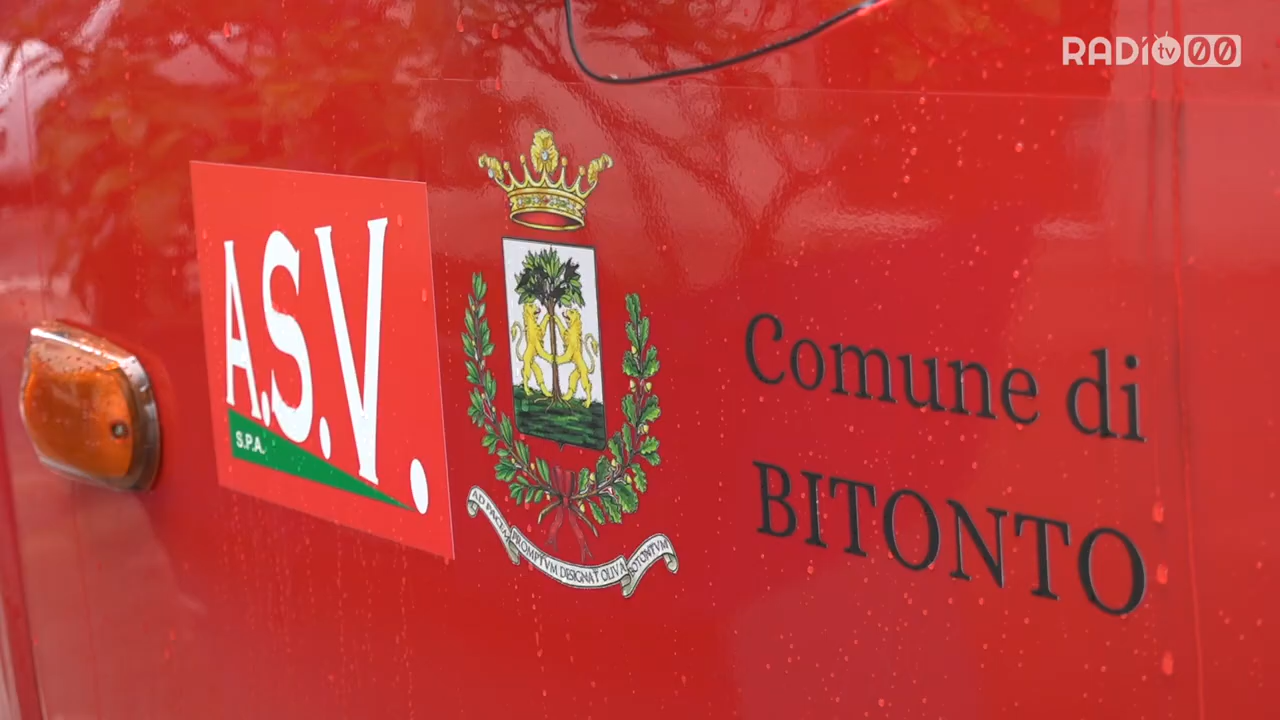 RADIO tv 00
A.S.V.
S.P.A.
AD PACEM PROMPTVM DESIGNAT OLIVA BOTONTVM
Comune di
BITONTO